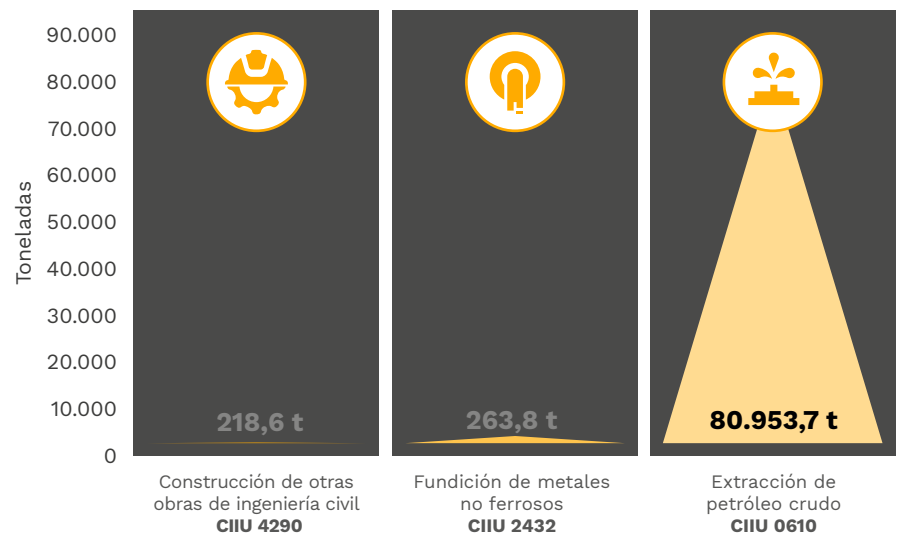 Toneladas
90.000
80.000
70.000
60.000
50.000
40.000
30.000
20.000
10.000
0
218,6 t
263,8 t
80.953,7 t
Construcción de otras
obras de ingeniería civil
CIIU 4290
Fundición de metales
no ferrosos
CIIU 2432
Extracción de
petróleo crudo
CIIU 0610